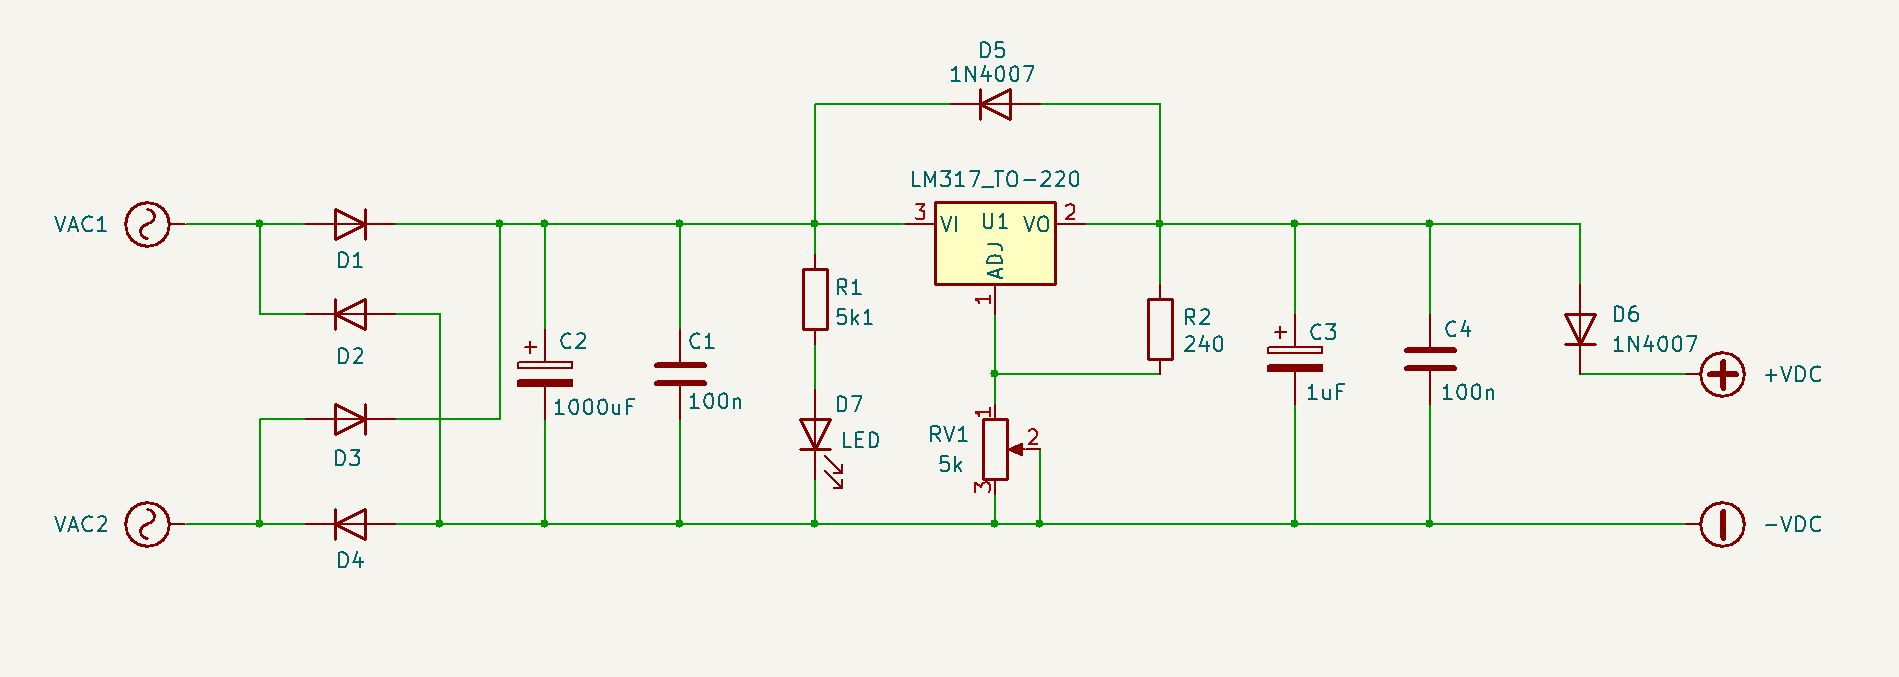 D5
1N4007
LM317_TO-220
VAC1
3
VI
U1
VO
2
ADJ
1
D1
R1
5k1
D2
R2
240
+
C2
1000uF
C1
100n
+
C3
1uF
C4
100n
D6
1N4007
+VDC
D7
LED
1
RV1
5k
2
3
D3
VAC2
D4
-VDC